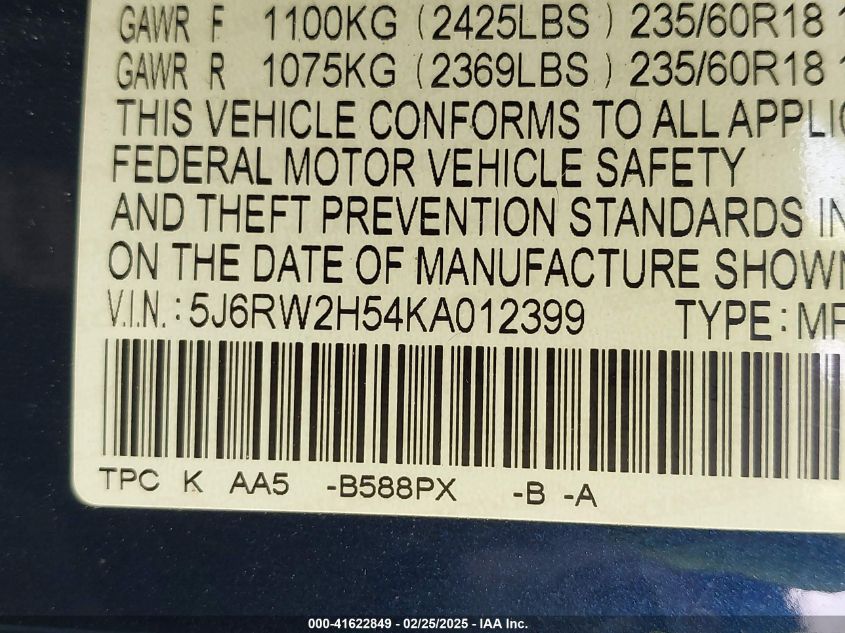 GAWR F 1100KG (2425LBS) 235/60R18
GAWR R 1075KG (2369LBS) 235/60R18
THIS VEHICLE CONFORMS TO ALL
FEDERAL MOTOR VEHICLE SAFETY
AND THEFT PREVENTION STANDARDS IN
ON THE DATE OF MANUFACTURE SHOWN
V.I.N.: 5J6RW2H54KA012399 TYPE:
TPC K AA5 -B588PX -B -A
000-41622849 - 02/25/2025 - IAA Inc.